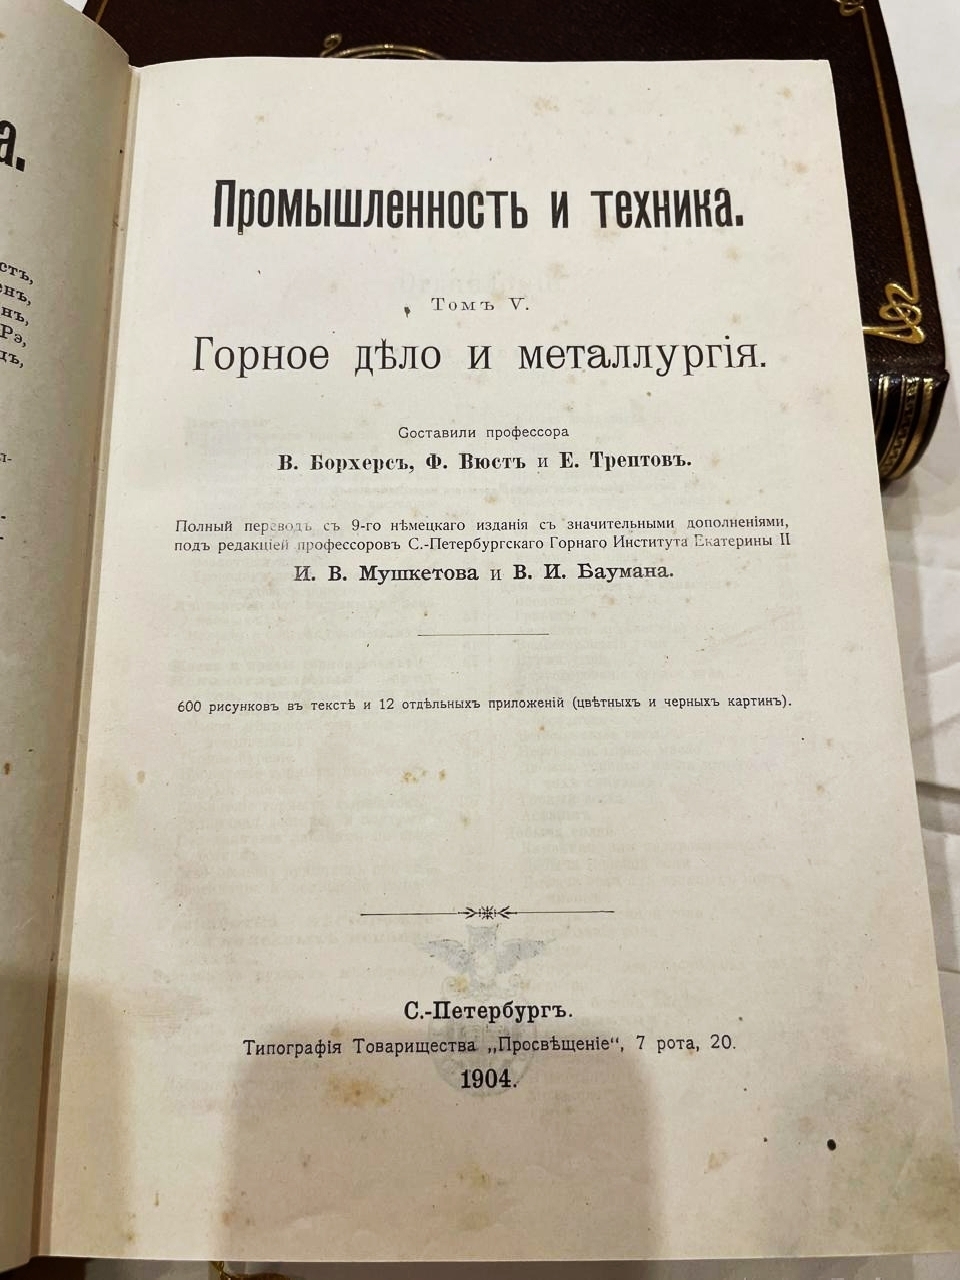 а.
Промышленность и техника.
Томъ V.
Горное дѣло и металлургія.
Составили профессора
В. Борхерсъ, Ф. Вюстъ и Е. Трептовъ.
Полный переводъ съ 9-го нѣмецкаго изданія съ значительными дополненіями,
подъ редакціей профессоровъ С.-Петербургскаго Горнаго Института Екатерины II
И. В. Мушкетова и В. И. Баумана.
600 рисунковъ въ текстѣ и 12 отдѣльныхъ приложеній (цвѣтныхъ и черныхъ картинъ).
С.-Петербургъ.
Типографія Товарищества „Просвѣщеніе“, 7 рота, 20.
1904.